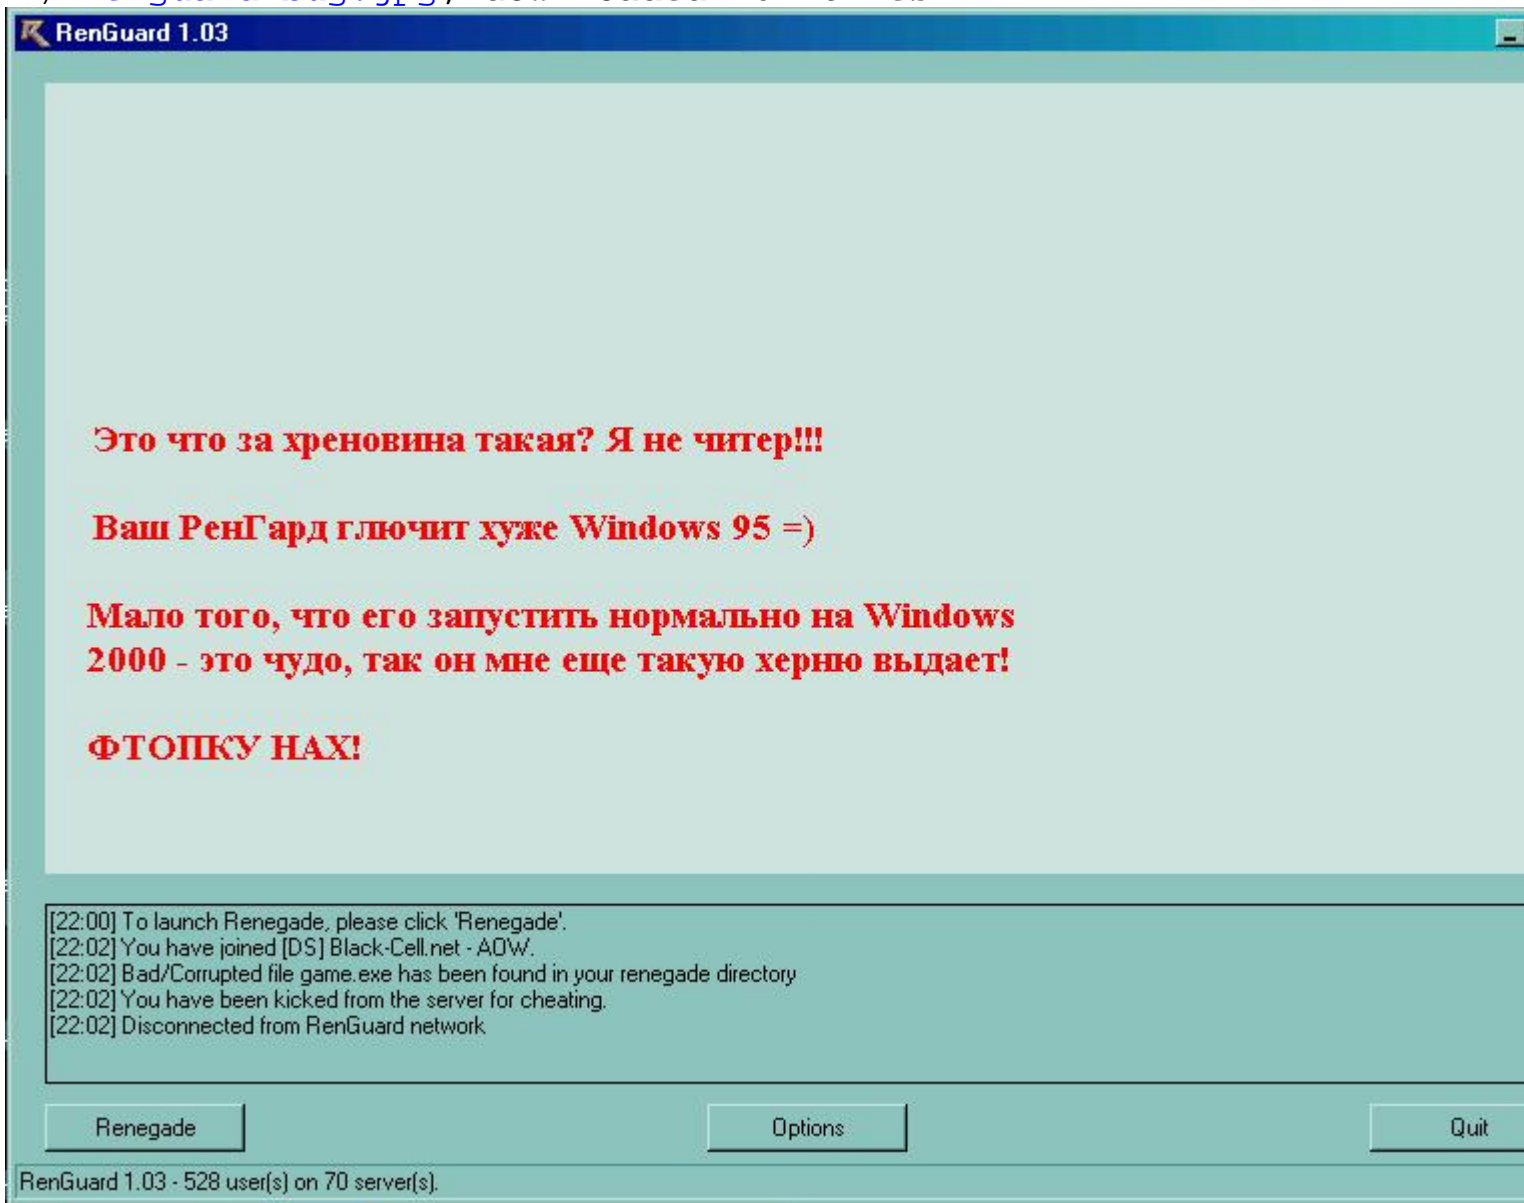 RenGuard 1.03
Это что за хреновина такая? Я не читер!!!
Ваш РенГард глючит хуже Windows 95 =)
Мало того, что его запустить нормально на Windows
2000 - это чудо, так он мне еще такую херню выдает!
ФТОПКУ НАХ!
[22:00] To launch Renegade, please click 'Renegade'.
[22:02] You have joined [DS] Black-Cell.net - AOW.
[22:02] Bad/Corrupted file game.exe has been found in your renegade directory
[22:02] You have been kicked from the server for cheating.
[22:02] Disconnected from RenGuard network
Renegade
Options
Quit
RenGuard 1.03 - 528 user(s) on 70 server(s).